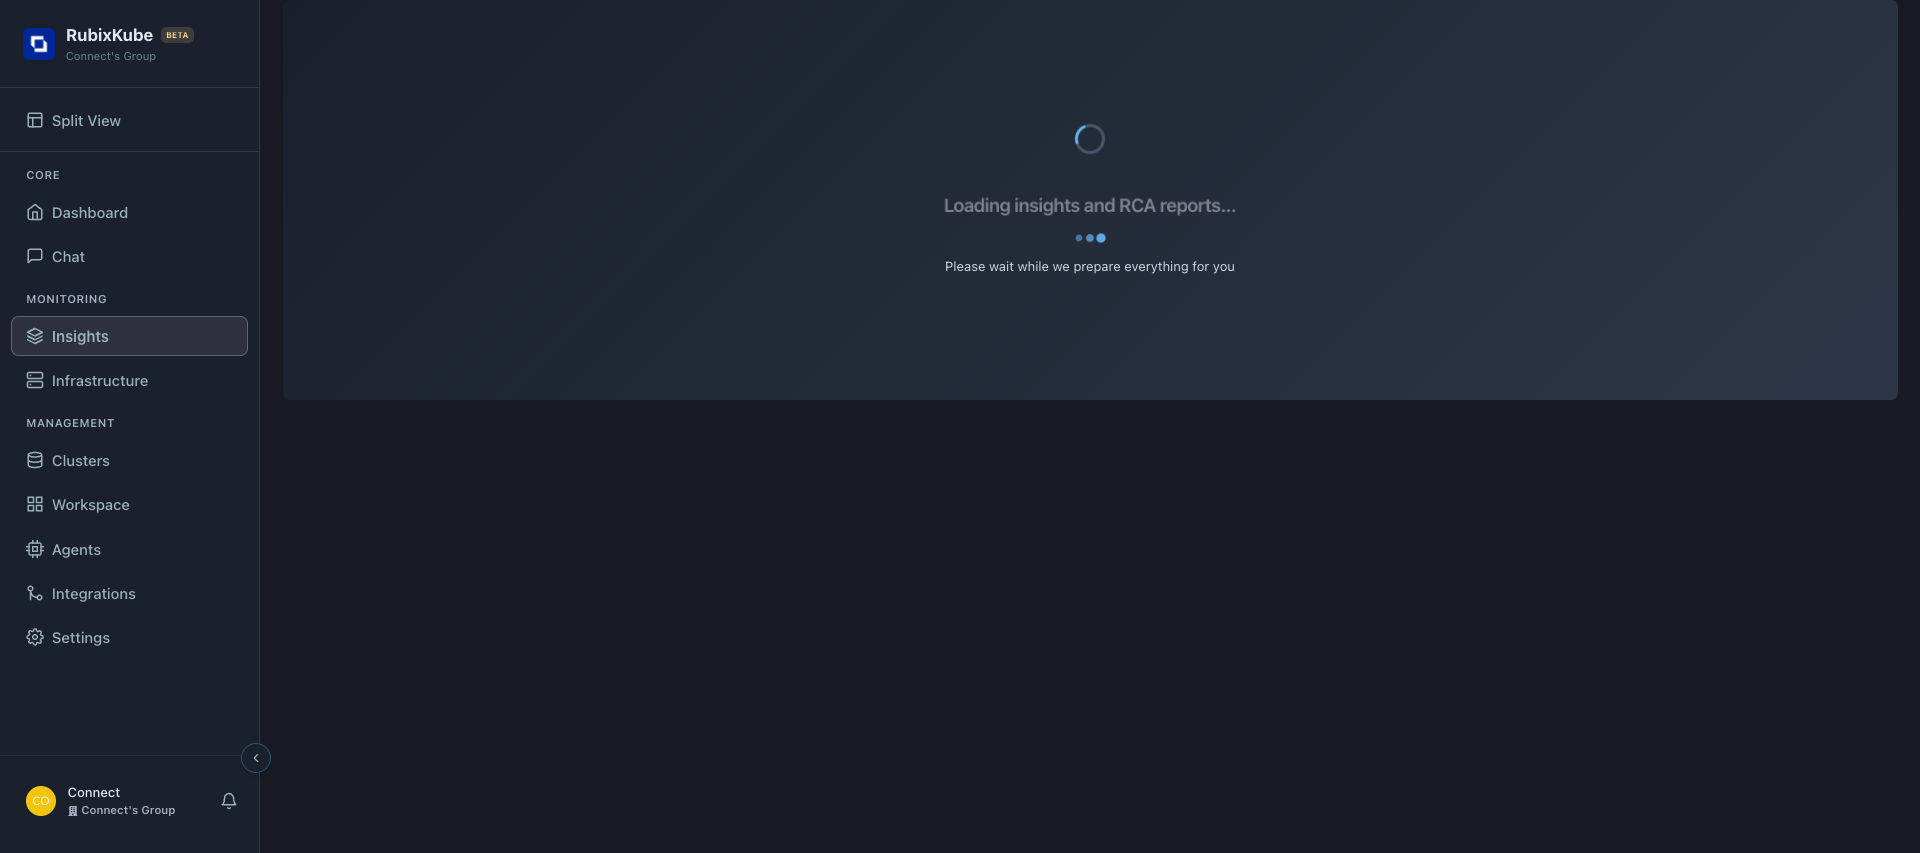 RubixKube BETA
Connect's Group
Split View
CORE
Dashboard
Chat
MONITORING
Insights
Infrastructure
MANAGEMENT
Clusters
Workspace
Agents
Integrations
Settings
CO
Connect
Connect's Group
Loading insights and RCA reports...
Please wait while we prepare everything for you